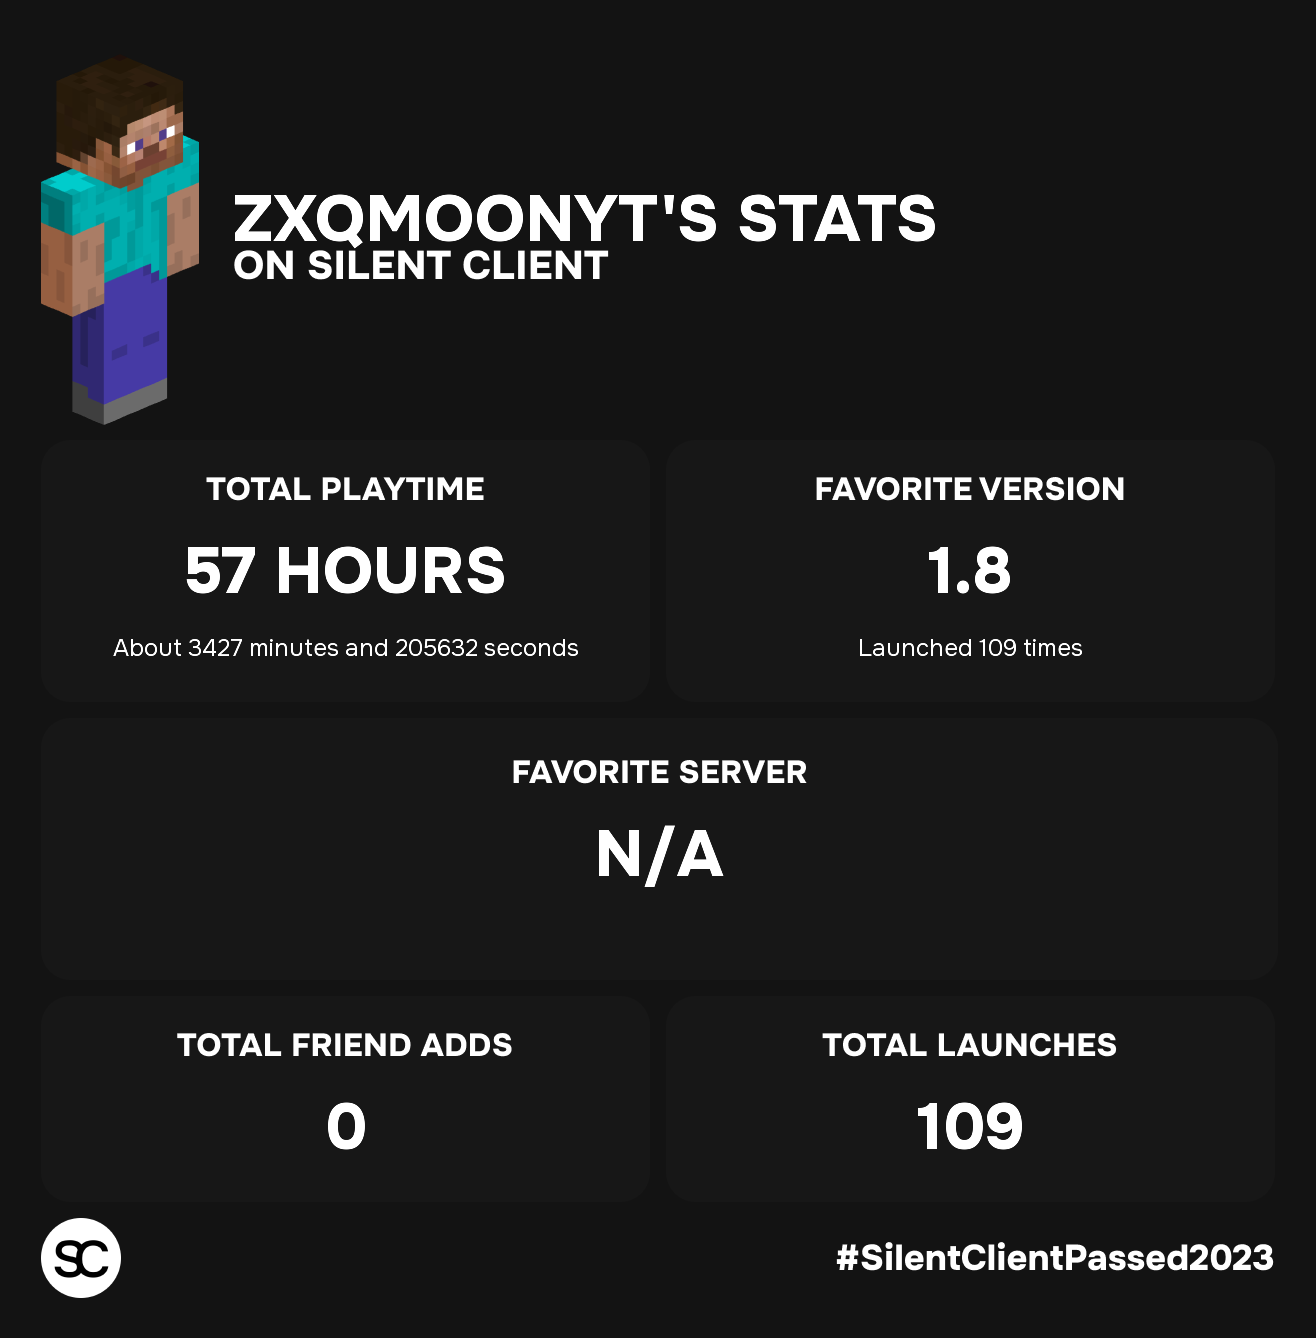 ZXQMOONYT'S STATS
ON SILENT CLIENT
TOTAL PLAYTIME
57 HOURS
About 3427 minutes and 205632 seconds
FAVORITE VERSION
1.8
Launched 109 times
FAVORITE SERVER
N/A
TOTAL FRIEND ADDS
0
TOTAL LAUNCHES
109
SC
#SilentClientPassed2023